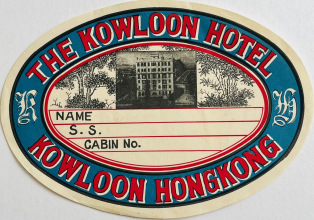 THE KOWLOON HOTEL
K
H
NAME
S. S.
CABIN No.
KOWLOON HONGKONG